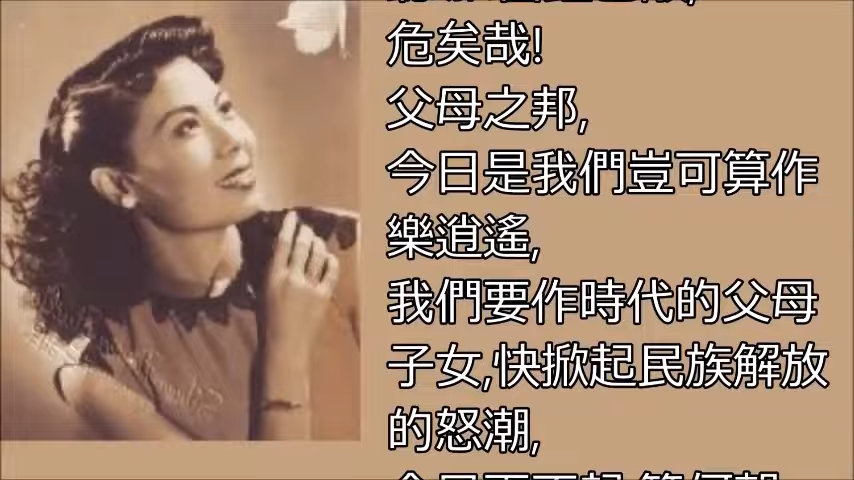 危矣哉!
父母之邦,
今日是我們豈可算作
樂逍遙,
我們要作時代的父母
子女,快掀起民族解放
的怒潮,